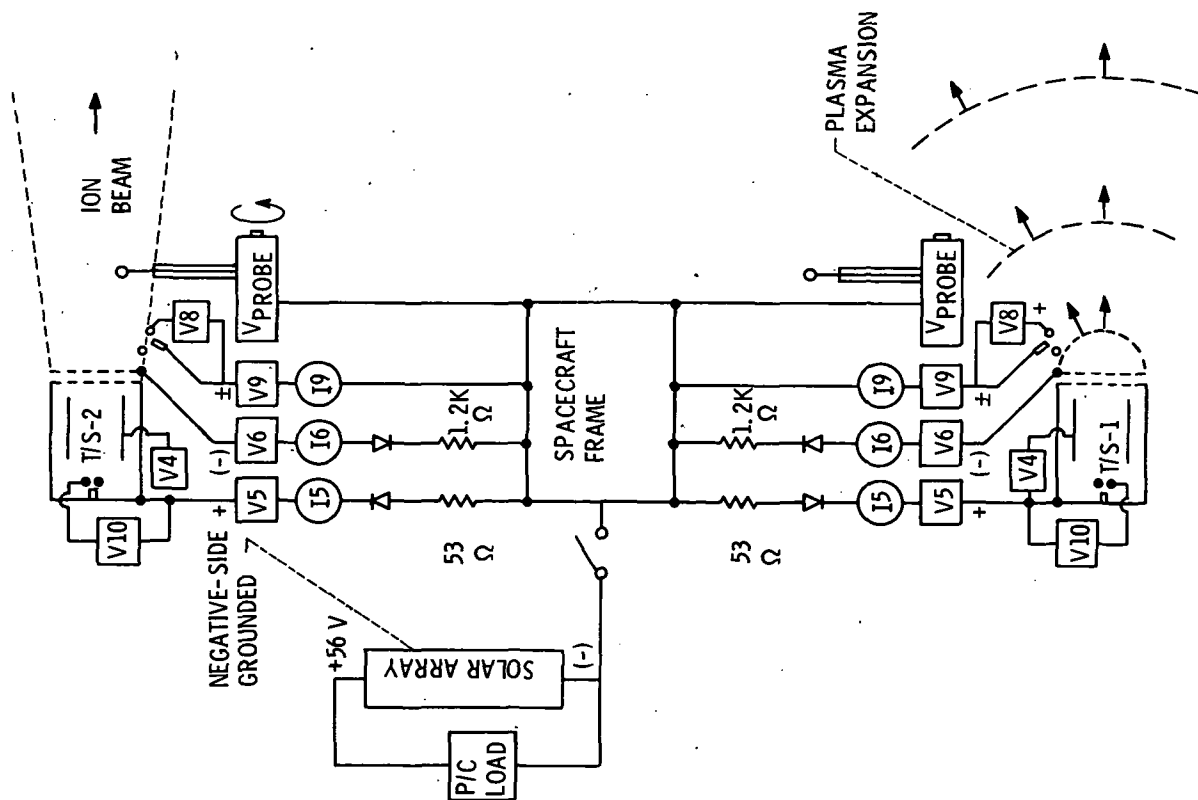 ION
BEAM
T/S-2
V4
V10
V8
VPROBE
±
V9
I9
(-)
V6
I6
1.2K
Ω
+
V5
I5
53
Ω
NEGATIVE-SIDE
GROUNDED
+56 V
SOLAR ARRAY
(-)
P/C
LOAD
SPACECRAFT
FRAME
PLASMA
EXPANSION
VPROBE
V8
+
I9
V9
±
1.2K
Ω
I6
V6
(-)
53
Ω
I5
V5
+
V4
T/S-1
V10